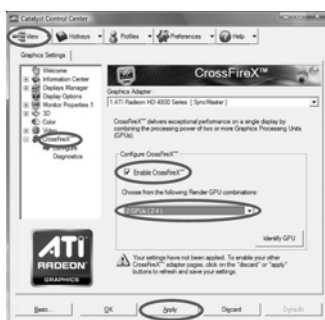 Catalyst Control Center
View
Hotkeys
Profiles
Preferences
Help
Graphics Settings
Welcome
Information Center
Displays Manager
Display Options
Monitor Properties 1
3D
Color
Video
CrossFireX™
Configure
Diagnostics
CrossFireX™
Graphics Adapter:
1.ATI Radeon HD 4800 Series [ SyncMaster ]
CrossFireX™ delivers exceptional performance on a single display by
combining the processing power of two or more Graphics Processing Units
(GPUs).
Configure CrossFireX™
Enable CrossFireX™
Choose from the following Render GPU combinations:
2 GPUs (2.4)
Identify GPU
Your settings have not been applied. To enable your other
CrossFireX™ adapter pages, click on the "discard" or "apply"
buttons to refresh and save your settings.
ATI
RADEON
GRAPHICS
Basic...
OK
Apply
Discard
Defaults